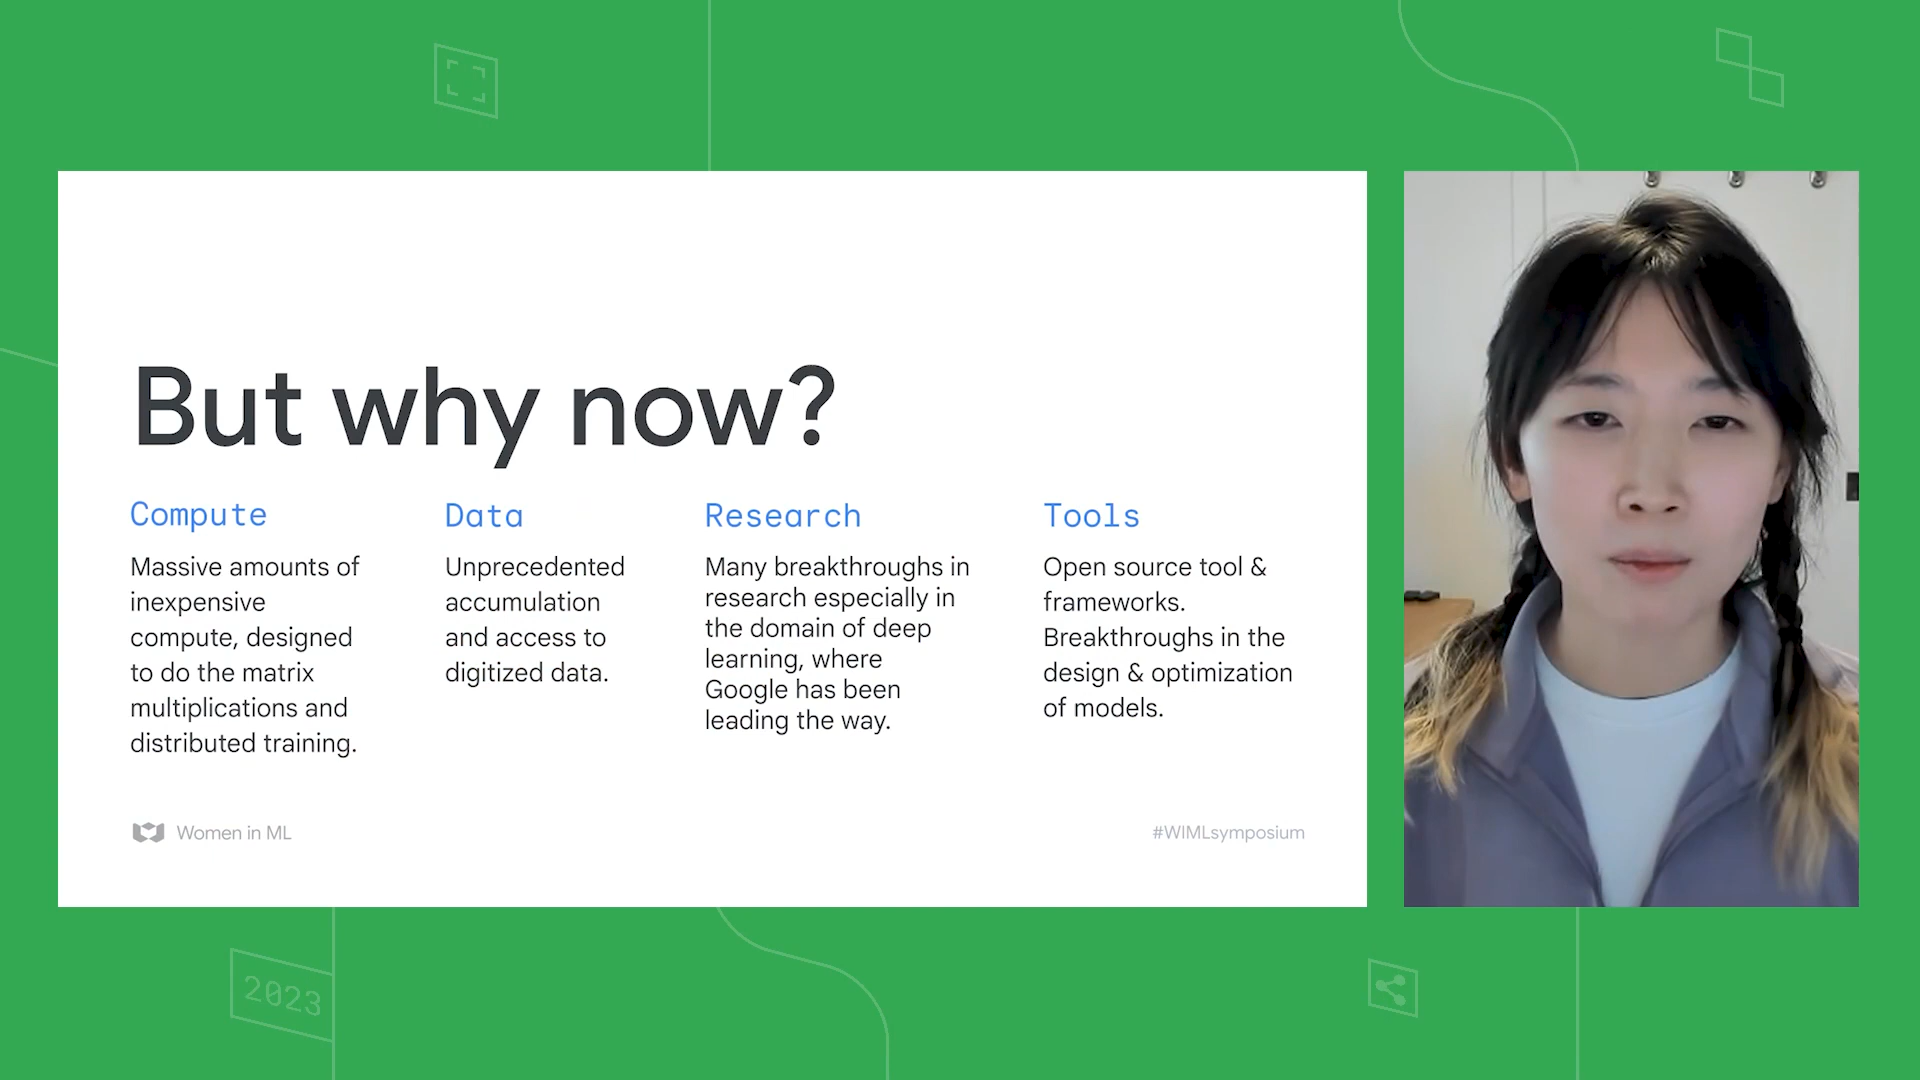 But why now?
Compute
Massive amounts of
inexpensive
compute, designed
to do the matrix
multiplications and
distributed training.
Data
Unprecedented
accumulation
and access to
digitized data.
Research
Many breakthroughs in
research especially in
the domain of deep
learning, where
Google has been
leading the way.
Tools
Open source tool &
frameworks.
Breakthroughs in the
design & optimization
of models.
Women in ML
#WIMLsymposium
2023